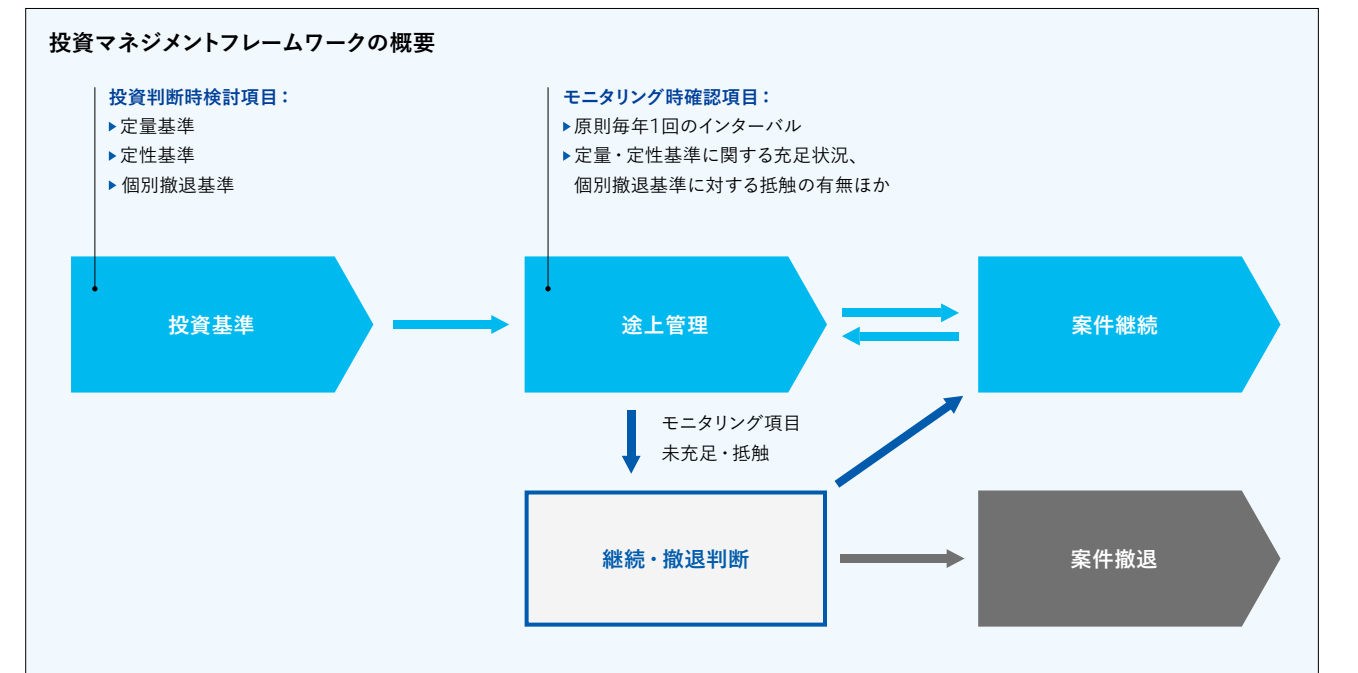 投資マネジメントフレームワークの概要
投資判断時検討項目：
▶定量基準
▶定性基準
▶個別撤退基準
モニタリング時確認項目：
▶原則毎年1回のインターバル
▶定量・定性基準に関する充足状況、
個別撤退基準に対する抵触の有無ほか
投資基準
途上管理
案件継続
モニタリング項目
未充足・抵触
継続・撤退判断
案件撤退